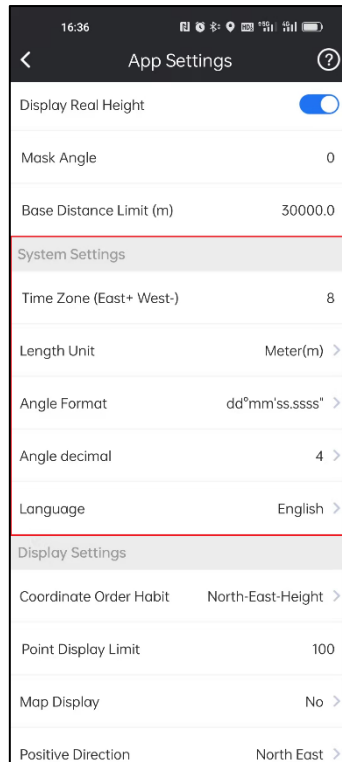 16:36
App Settings
Display Real Height
Mask Angle 0
Base Distance Limit (m) 30000.0
System Settings
Time Zone (East+ West-) 8
Length Unit Meter(m)
Angle Format dd°mm'ss.ssss"
Angle decimal 4
Language English
Display Settings
Coordinate Order Habit North-East-Height
Point Display Limit 100
Map Display No
Positive Direction North East